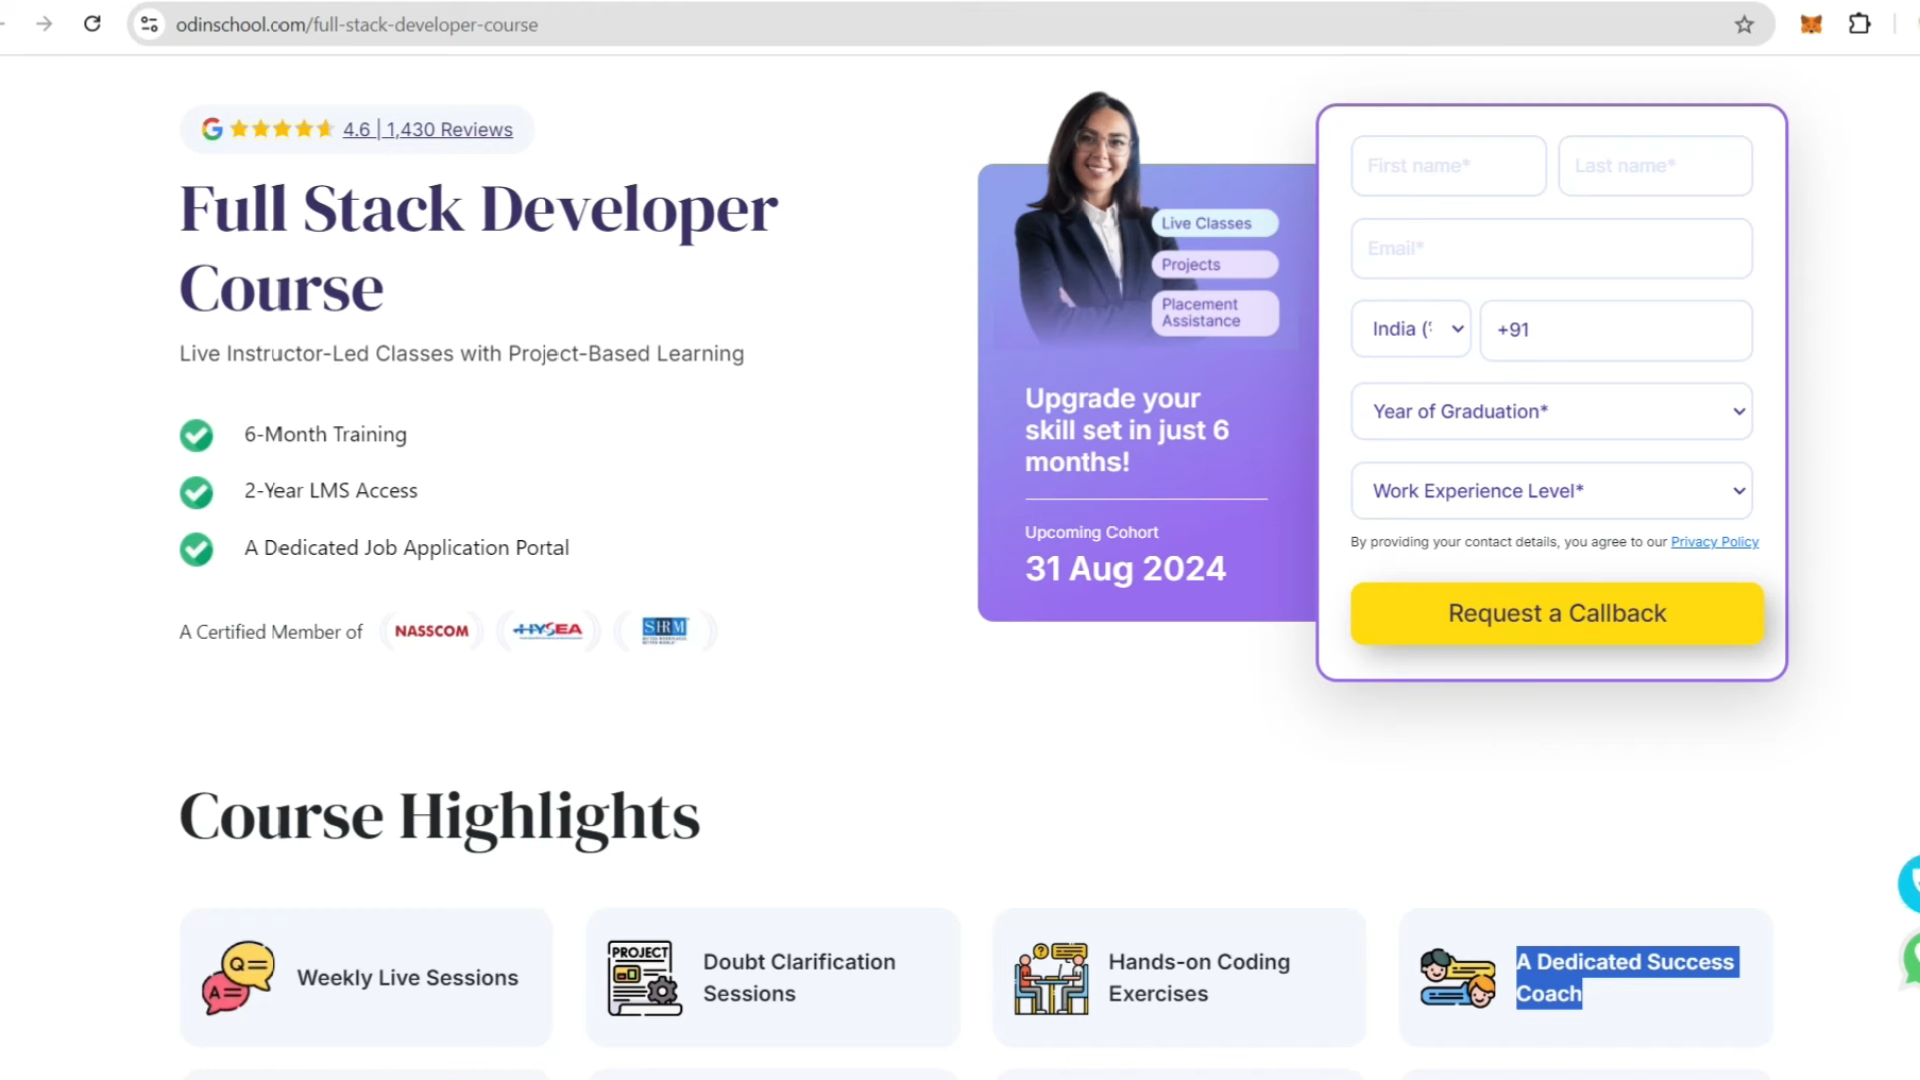 odinschool.com/full-stack-developer-course
4.6 | 1,430 Reviews
Full Stack Developer
Course
Live Instructor-Led Classes with Project-Based Learning
6-Month Training
2-Year LMS Access
A Dedicated Job Application Portal
A Certified Member of
NASSCOM
HYSEA
SHRM
Live Classes
Projects
Placement
Assistance
Upgrade your
skill set in just 6
months!
Upcoming Cohort
31 Aug 2024
First name*
Last name*
Email*
India (
+91
Year of Graduation*
Work Experience Level*
By providing your contact details, you agree to our Privacy Policy
Request a Callback
Course Highlights
Q=
A=
Weekly Live Sessions
PROJECT
Doubt Clarification
Sessions
Hands-on Coding
Exercises
A Dedicated Success
Coach